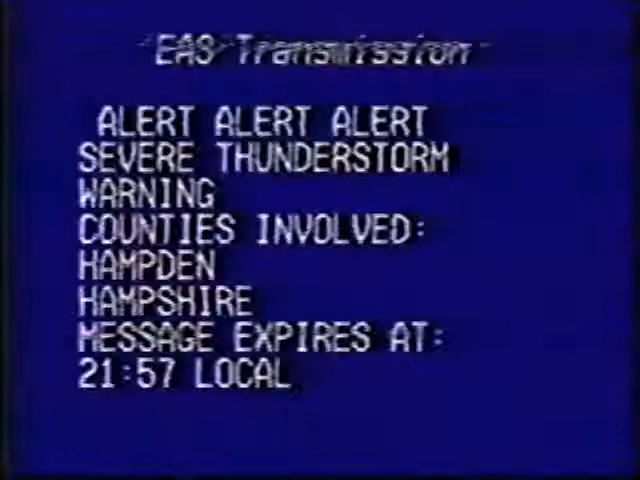 EAS Transmission
ALERT ALERT ALERT
SEVERE THUNDERSTORM
WARNING
COUNTIES INVOLVED:
HAMPDEN
HAMPSHIRE
MESSAGE EXPIRES AT:
21:57 LOCAL